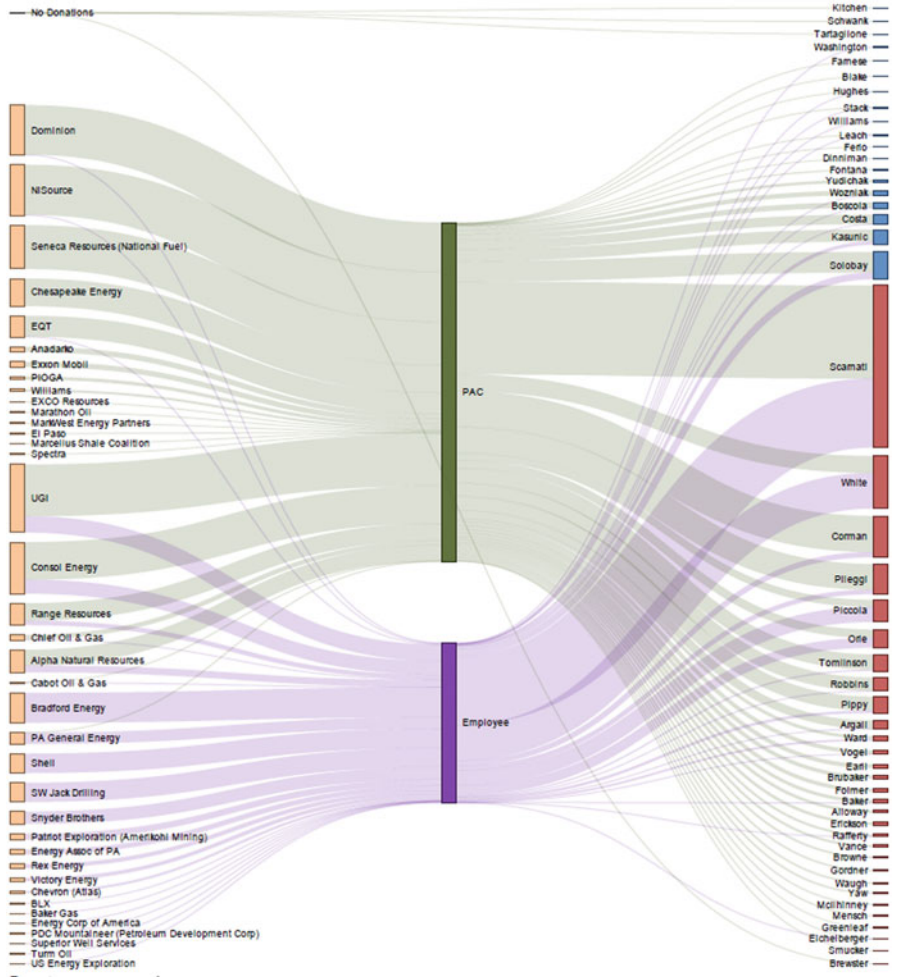 No Donations
Dominion
NiSource
Seneca Resources (National Fuel)
Chesapeake Energy
EQT
Anadarko
Exxon Mobil
PIOGA
Williams
EXCO Resources
Marathon Oil
MarkWest Energy Partners
El Paso
Marcellus Shale Coalition
Spectra
UGI
Consol Energy
Range Resources
Chief Oil & Gas
Alpha Natural Resources
Cabot Oil & Gas
Bradford Energy
PA General Energy
Shell
SW Jack Drilling
Snyder Brothers
Patriot Exploration (Amerikohl Mining)
Energy Assoc of PA
Rex Energy
Victory Energy
Chevron (Atlas)
BLX
Baker Gas
Energy Corp of America
PDC Mountaineer (Petroleum Development Corp)
Superior Well Services
Turm Oil
US Energy Exploration
PAC
Employee
Kitchen
Schwank
Tartaglione
Washington
Farnese
Blake
Hughes
Stack
Williams
Leach
Ferlo
Dinniman
Fontana
Yudichak
Wozniak
Boscola
Costa
Kasunic
Solobay
Scarnati
White
Corman
Pileggi
Piccola
Orie
Tomlinson
Robbins
Pippy
Argall
Ward
Vogel
Earll
Brubaker
Folmer
Baker
Alloway
Erickson
Rafferty
Vance
Browne
Gordner
Waugh
Yaw
McIlhinney
Mensch
Greenleaf
Eichelberger
Smucker
Brewster